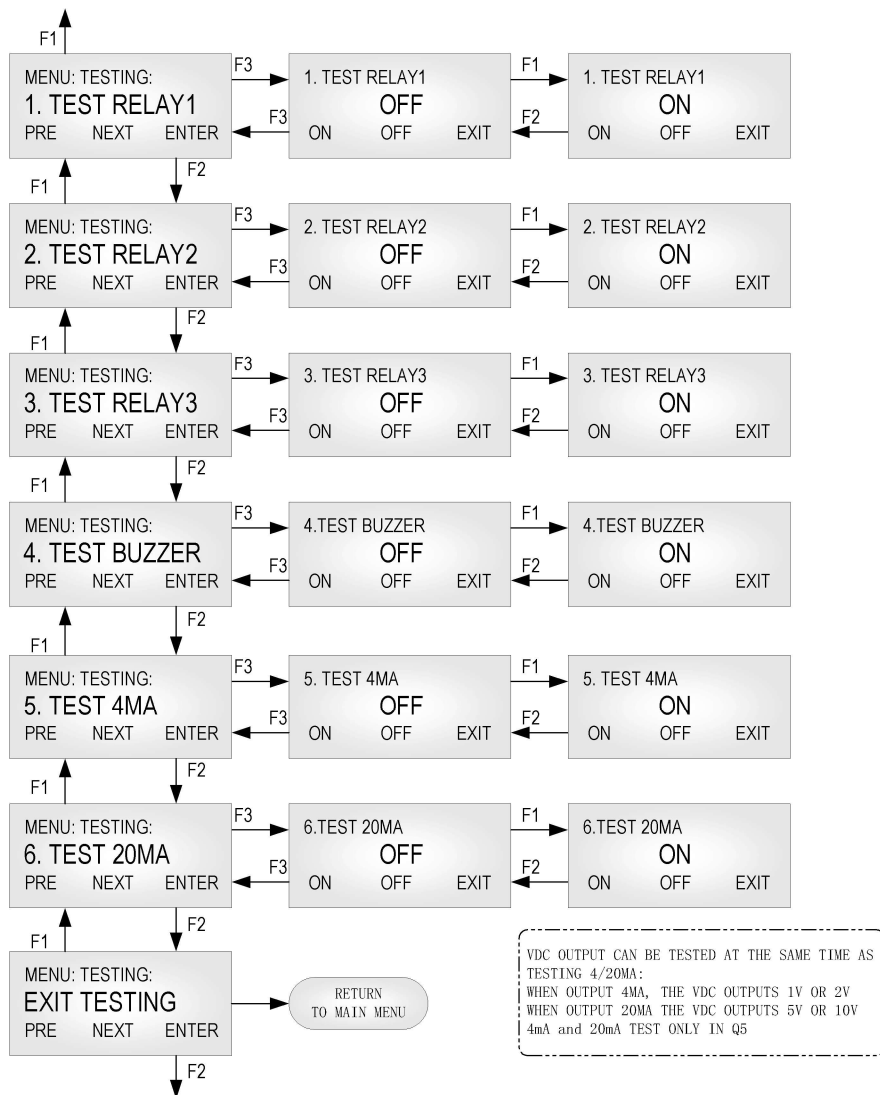 F1
MENU: TESTING:
1. TEST RELAY1
PRE NEXT ENTER
F3
F3
1. TEST RELAY1
OFF
ON OFF EXIT
F1
F2
1. TEST RELAY1
ON
ON OFF EXIT
F1
F2
MENU: TESTING:
2. TEST RELAY2
PRE NEXT ENTER
F3
F3
2. TEST RELAY2
OFF
ON OFF EXIT
F1
F2
2. TEST RELAY2
ON
ON OFF EXIT
F1
F2
MENU: TESTING:
3. TEST RELAY3
PRE NEXT ENTER
F3
F3
3. TEST RELAY3
OFF
ON OFF EXIT
F1
F2
3. TEST RELAY3
ON
ON OFF EXIT
F1
F2
MENU: TESTING:
4. TEST BUZZER
PRE NEXT ENTER
F3
F3
4.TEST BUZZER
OFF
ON OFF EXIT
F1
F2
4.TEST BUZZER
ON
ON OFF EXIT
F1
F2
MENU: TESTING:
5. TEST 4MA
PRE NEXT ENTER
F3
F3
5. TEST 4MA
OFF
ON OFF EXIT
F1
F2
5. TEST 4MA
ON
ON OFF EXIT
F1
F2
MENU: TESTING:
6. TEST 20MA
PRE NEXT ENTER
F3
F3
6.TEST 20MA
OFF
ON OFF EXIT
F1
F2
6.TEST 20MA
ON
ON OFF EXIT
F1
F2
MENU: TESTING:
EXIT TESTING
PRE NEXT ENTER
RETURN
TO MAIN MENU
F2
VDC OUTPUT CAN BE TESTED AT THE SAME TIME AS
TESTING 4/20MA:
WHEN OUTPUT 4MA, THE VDC OUTPUTS 1V OR 2V
WHEN OUTPUT 20MA THE VDC OUTPUTS 5V OR 10V
4mA and 20mA TEST ONLY IN Q5